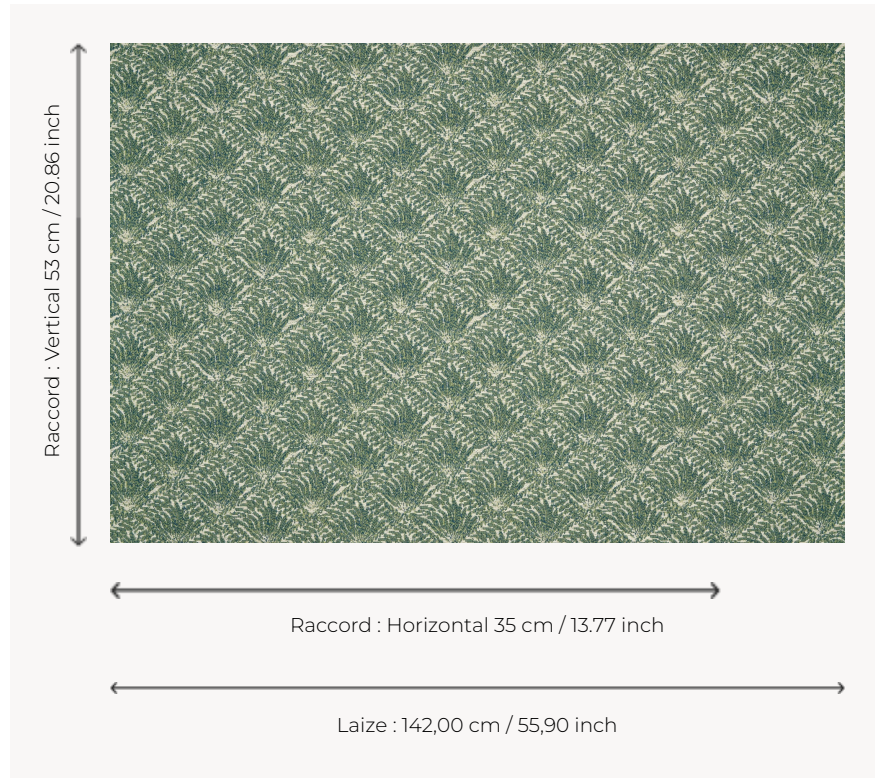 Raccord : Vertical 53 cm / 20.86 inch
Raccord : Horizontal 35 cm / 13.77 inch
Laize : 142,00 cm / 55,90 inch